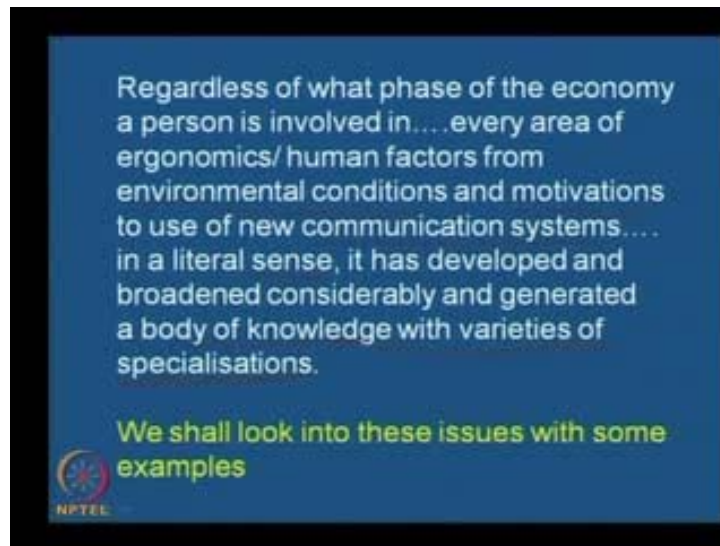 Regardless of what phase of the economy
a person is involved in....every area of
ergonomics/ human factors from
environmental conditions and motivations
to use of new communication systems....
in a literal sense, it has developed and
broadened considerably and generated
a body of knowledge with varieties of
specialisations.
We shall look into these issues with some
examples
NPTEL